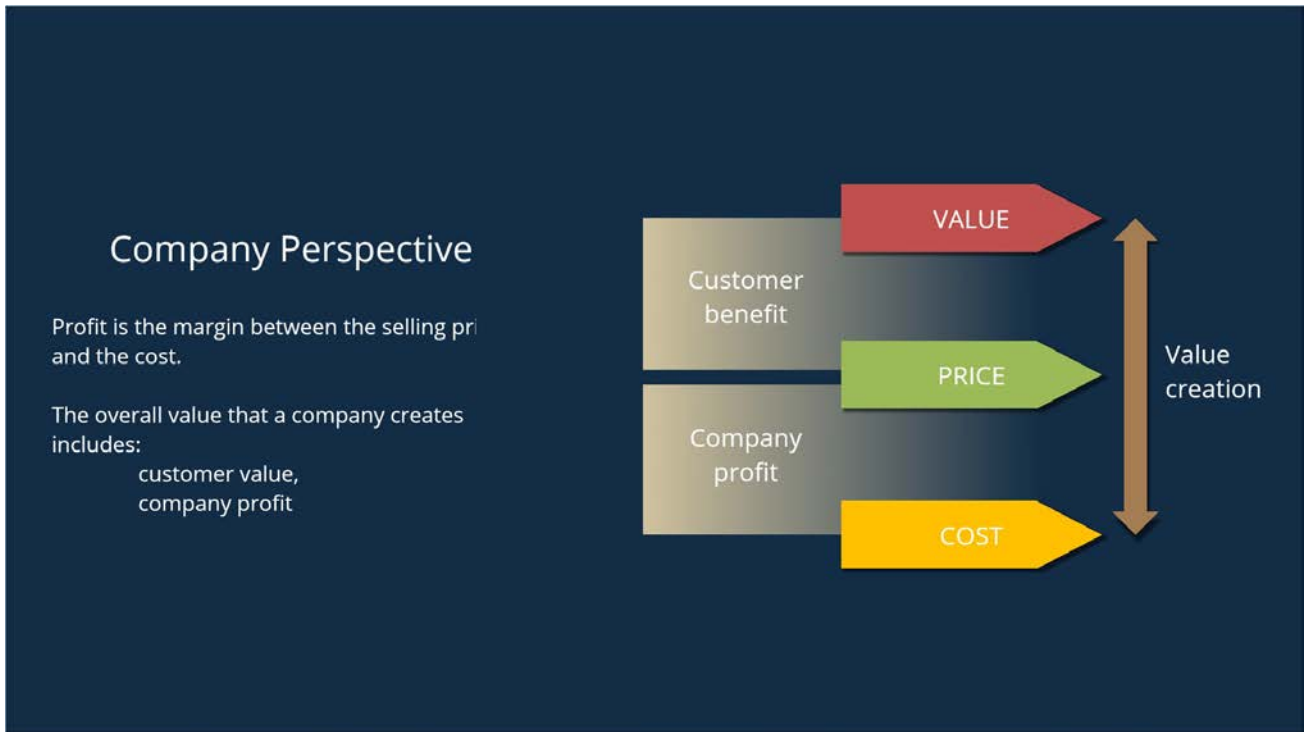 Company Perspective
Profit is the margin between the selling pri
and the cost.
The overall value that a company creates
includes:
customer value,
company profit
VALUE
Customer
benefit
PRICE
Value
creation
Company
profit
COST